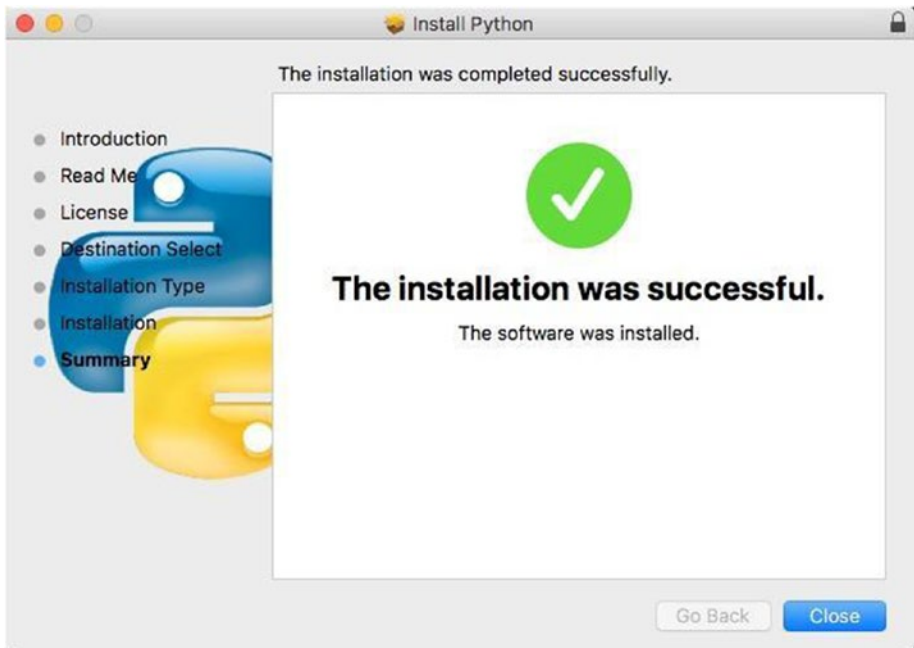 Install Python
The installation was completed successfully.
Introduction
Read Me
License
Destination Select
Installation Type
Installation
Summary
The installation was successful.
The software was installed.
Go Back
Close